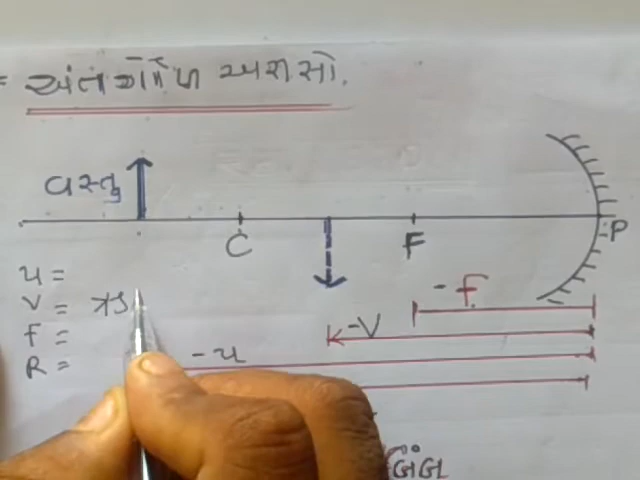 = અંતર્ગોળ અરીસો.
વસ્તુ
C F P
u =
v = ઋ
f =
R =
-f
-v
-u
બિંબ